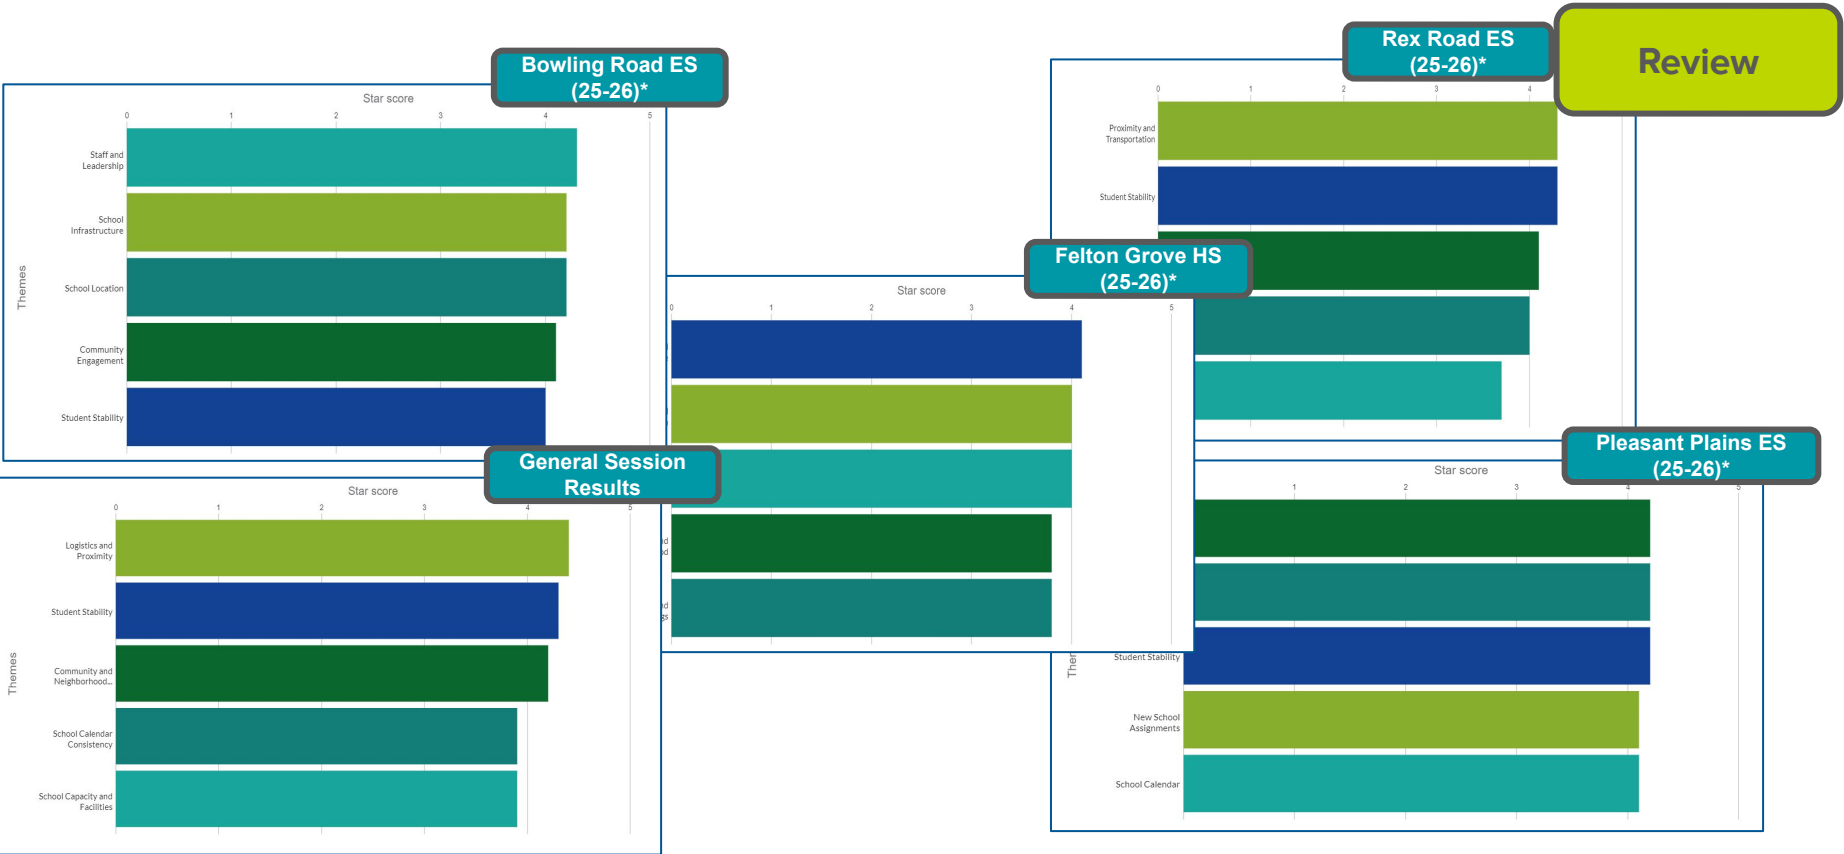 Bowling Road ES
(25-26)*
Star score
0 1 2 3 4 5
Themes
Staff and
Leadership
School
Infrastructure
School Location
Community
Engagement
Student Stability
General Session
Results
Star score
0 1 2 3 4 5
Themes
Logistics and
Proximity
Student Stability
Community and
Neighborhood...
School Calendar
Consistency
School Capacity and
Facilities
Felton Grove HS
(25-26)*
Star score
0 1 2 3 4 5
Rex Road ES
(25-26)*
0 1 2 3 4
Proximity and
Transportation
Student Stability
Review
Pleasant Plains ES
(25-26)*
Star score
1 2 3 4 5
Student Stability
New School
Assignments
School Calendar